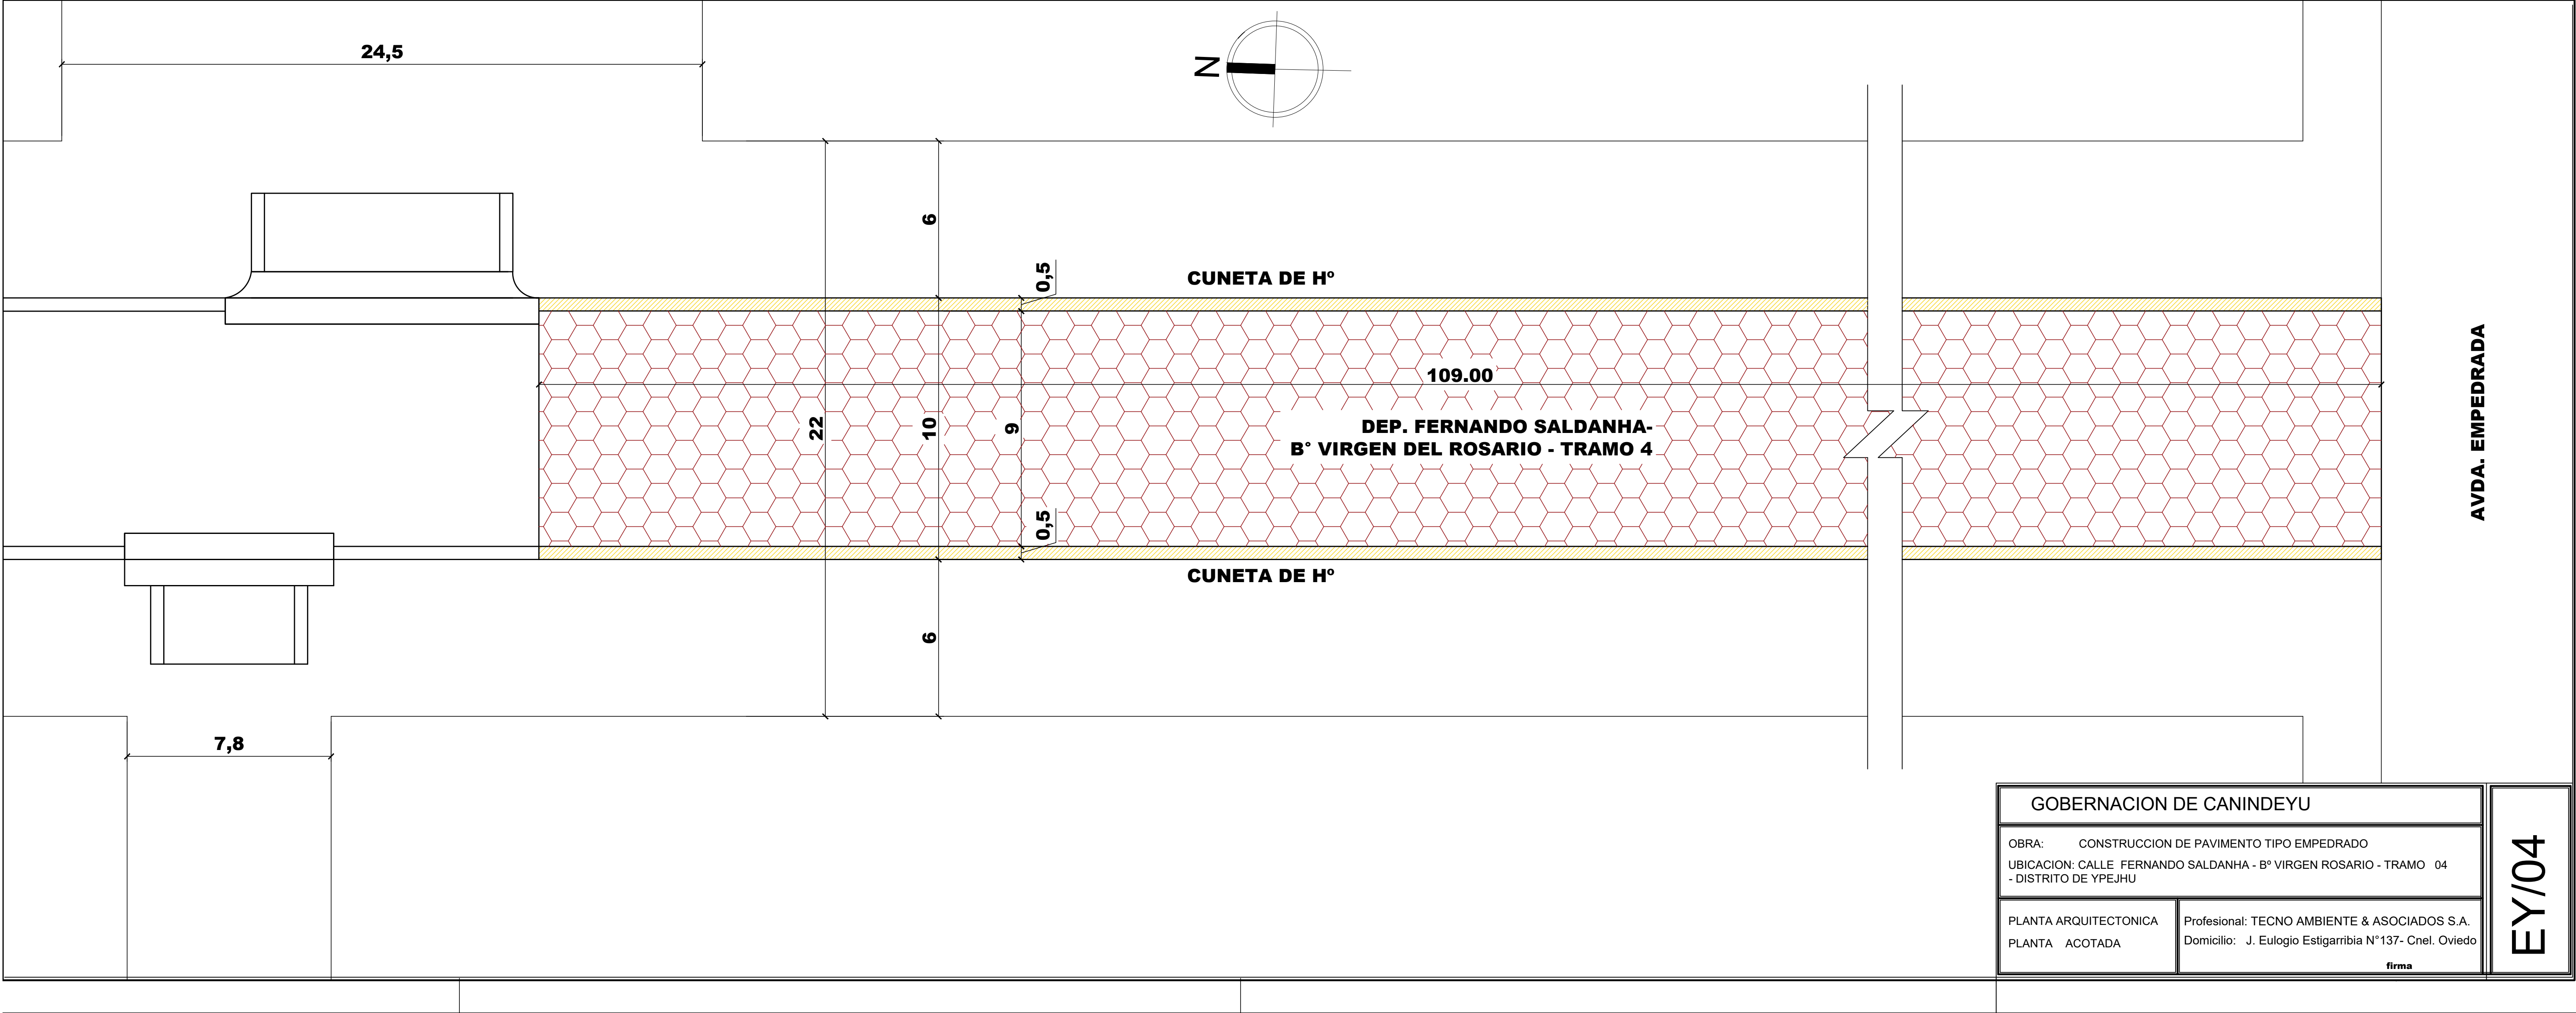 24,5
N
6
0,5
CUNETA DE Hº
109.00
22
10
9
DEP. FERNANDO SALDANHA-
B° VIRGEN DEL ROSARIO - TRAMO 4
AVDA. EMPEDRADA
0,5
CUNETA DE Hº
6
7,8
GOBERNACION DE CANINDEYU
OBRA: CONSTRUCCION DE PAVIMENTO TIPO EMPEDRADO
UBICACION: CALLE FERNANDO SALDANHA - Bº VIRGEN ROSARIO - TRAMO 04
- DISTRITO DE YPEJHU
PLANTA ARQUITECTONICA
PLANTA ACOTADA
Profesional: TECNO AMBIENTE & ASOCIADOS S.A.
Domicilio: J. Eulogio Estigarribia N°137- Cnel. Oviedo
firma
EY/04